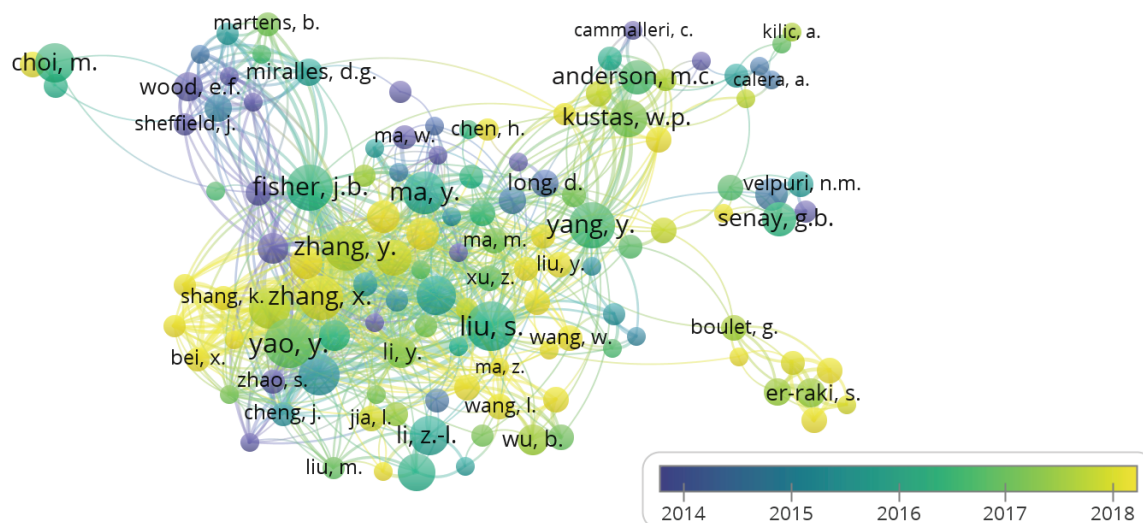 martens, b.
cammalleri, c.
kilic, a.
choi, m.
miralles, d.g.
anderson, m.c.
calera, a.
wood, e.f.
kustas, w.p.
sheffield, j.
ma, w.
chen, h.
fisher, j.b.
ma, y.
long, d.
velpuri, n.m.
yang, y.
senay, g.b.
zhang, y.
ma, m.
liu, y.
xu, z.
shang, k.
zhang, x.
liu, s.
boulet, g.
wang, w.
yao, y.
li, y.
bei, x.
ma, z.
zhao, s.
er-raki, s.
cheng, j.
jia, l.
wang, l.
li, z.-l.
wu, b.
liu, m.
2014 2015 2016 2017 2018